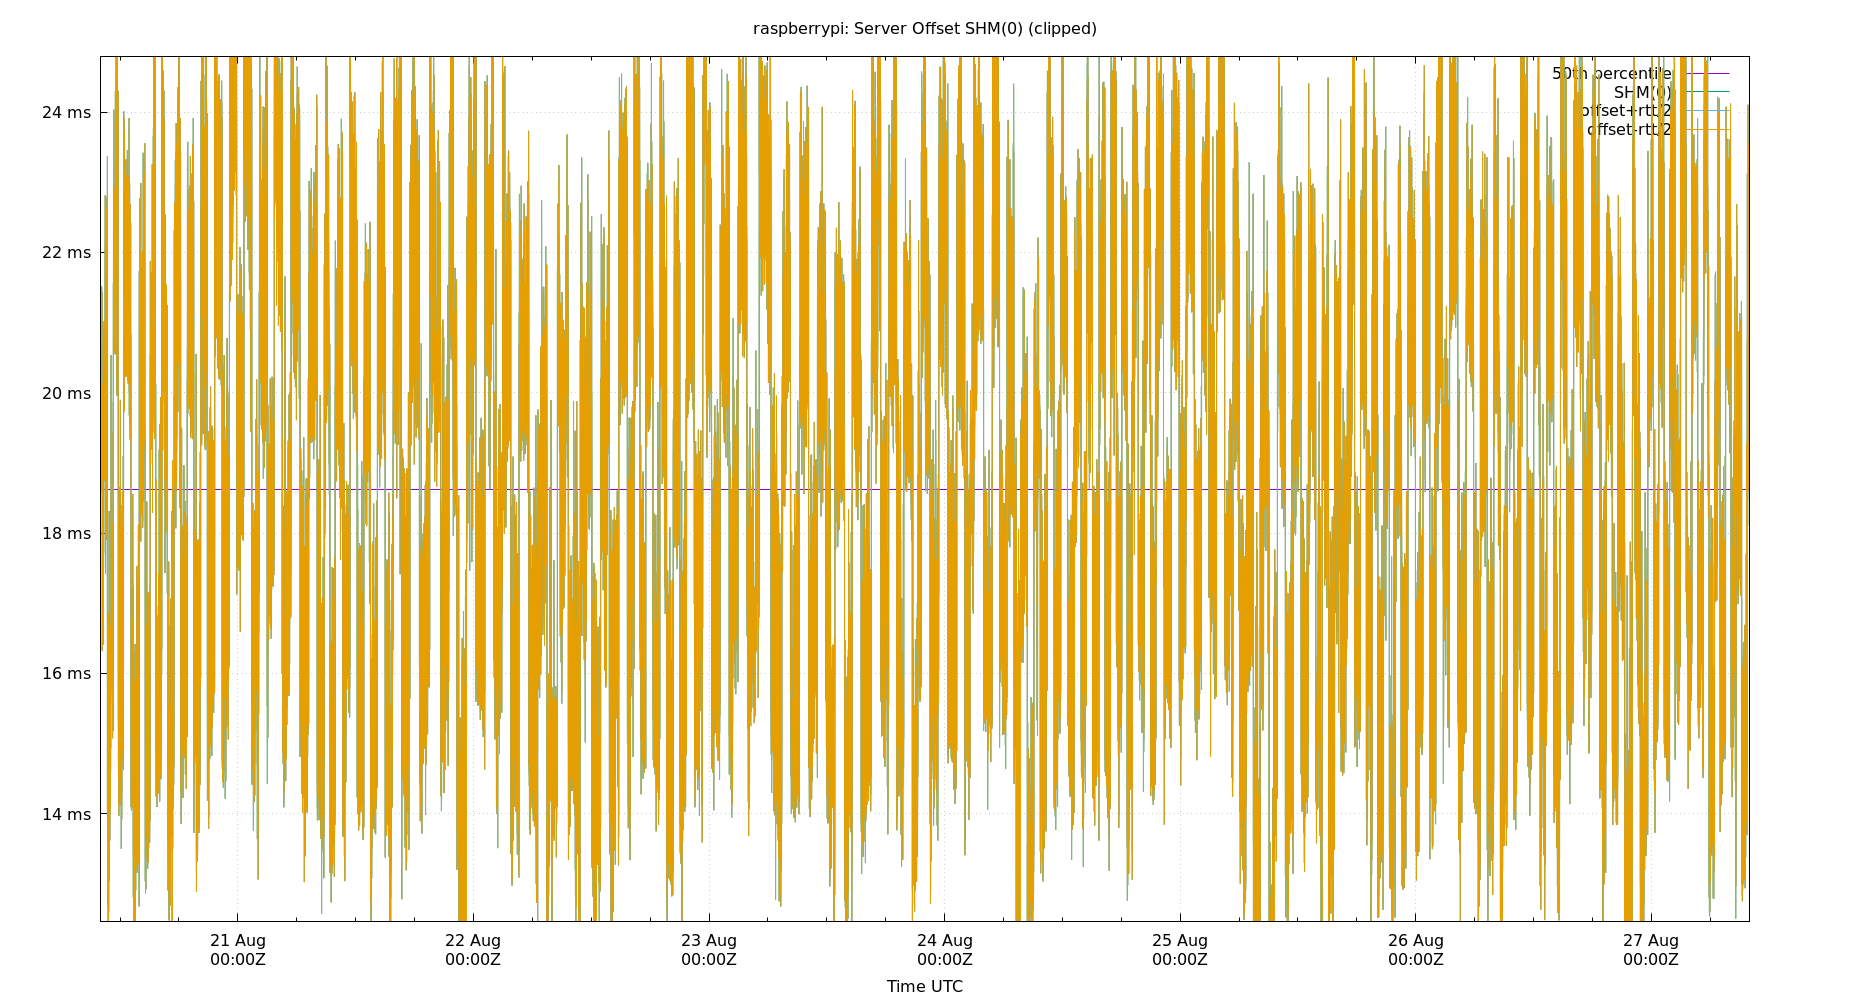 raspberrypi: Server Offset SHM(0) (clipped)
50th percentile
SHM(0)
offset+rtt/2
offset-rtt/2
24 ms
22 ms
20 ms
18 ms
16 ms
14 ms
21 Aug
00:00Z
22 Aug
00:00Z
23 Aug
00:00Z
24 Aug
00:00Z
25 Aug
00:00Z
26 Aug
00:00Z
27 Aug
00:00Z
Time UTC